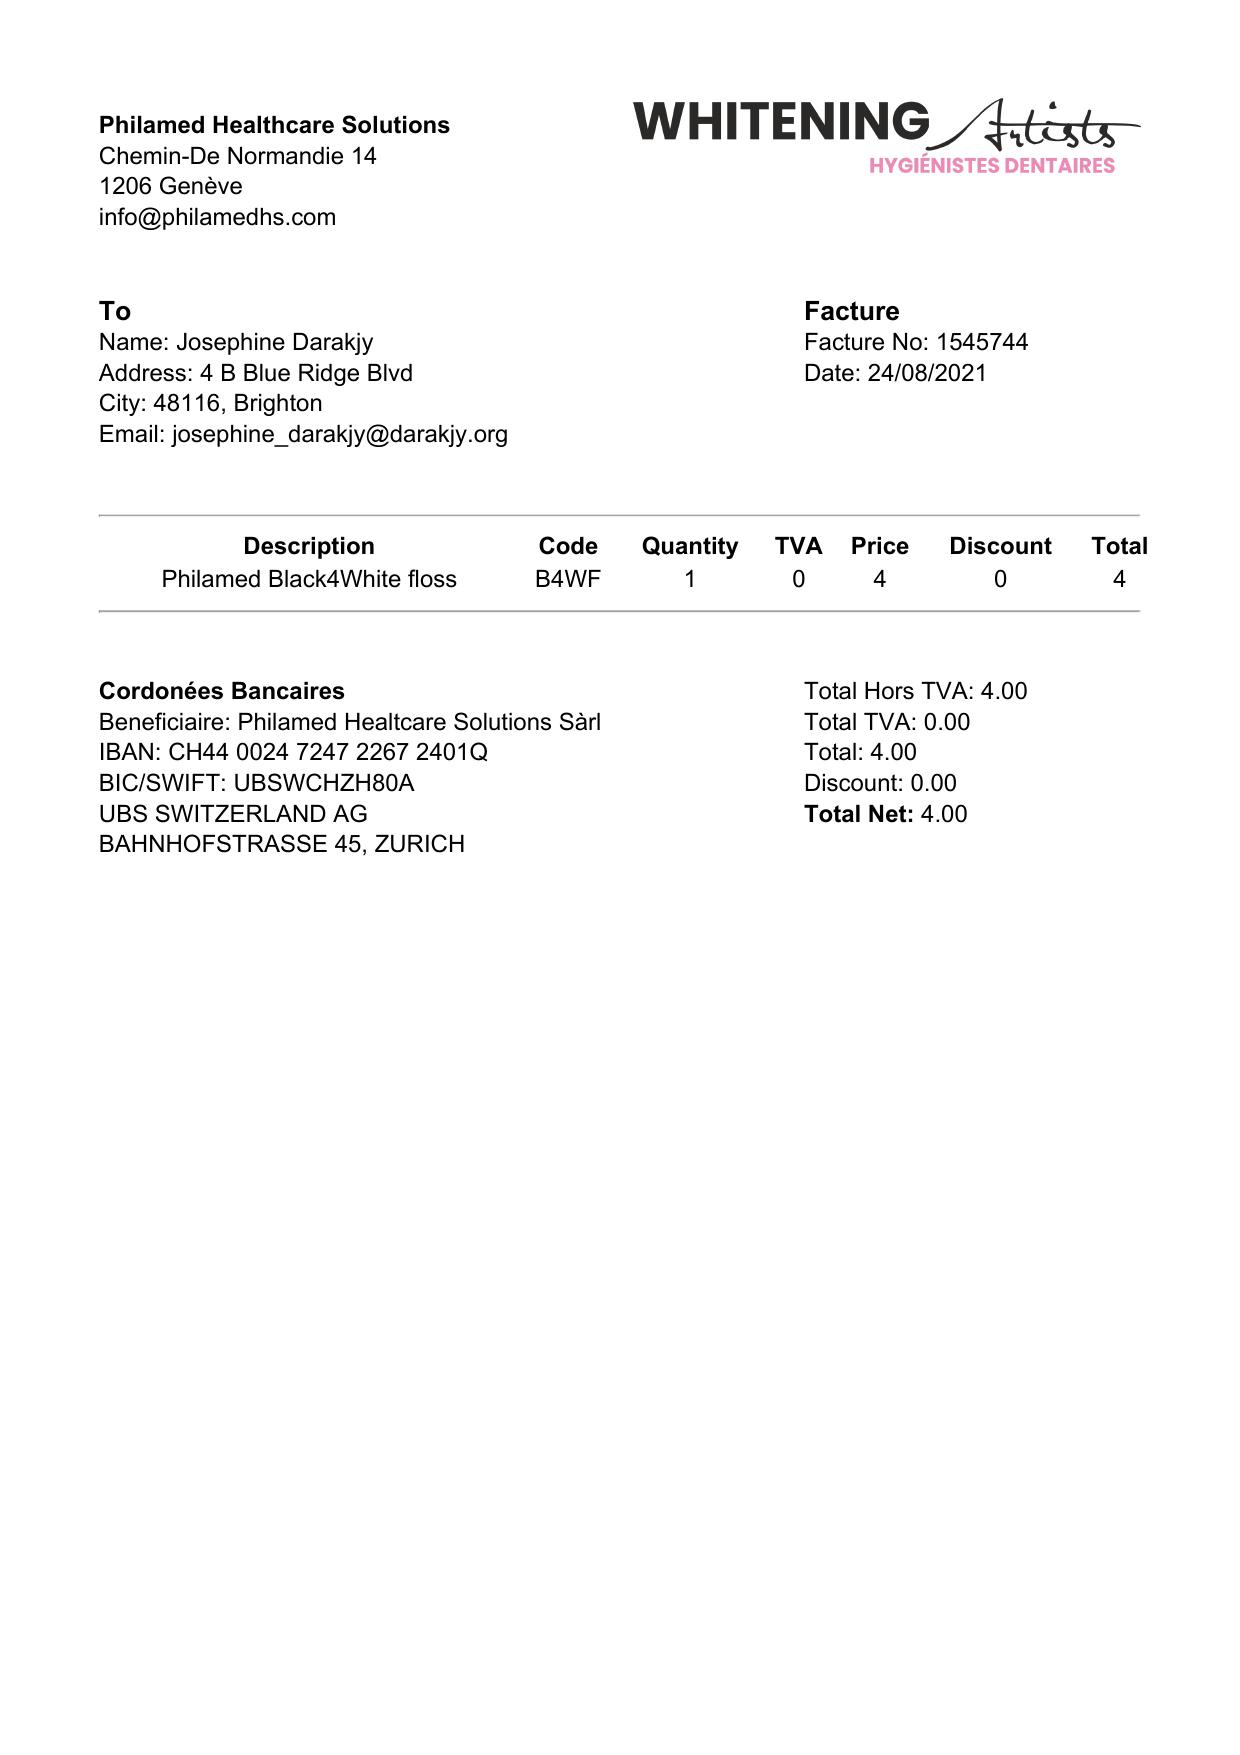 Philamed Healthcare Solutions
Chemin-De Normandie 14
1206 Genève
info@philamedhs.com
WHITENING Artists
HYGIÉNISTES DENTAIRES
To
Name: Josephine Darakjy
Address: 4 B Blue Ridge Blvd
City: 48116, Brighton
Email: josephine_darakjy@darakjy.org
Facture
Facture No: 1545744
Date: 24/08/2021
Description Code Quantity TVA Price Discount Total
Philamed Black4White floss B4WF 1 0 4 0 4
Cordonées Bancaires
Beneficiaire: Philamed Healtcare Solutions Sàrl
IBAN: CH44 0024 7247 2267 2401Q
BIC/SWIFT: UBSWCHZH80A
UBS SWITZERLAND AG
BAHNHOFSTRASSE 45, ZURICH
Total Hors TVA: 4.00
Total TVA: 0.00
Total: 4.00
Discount: 0.00
Total Net: 4.00